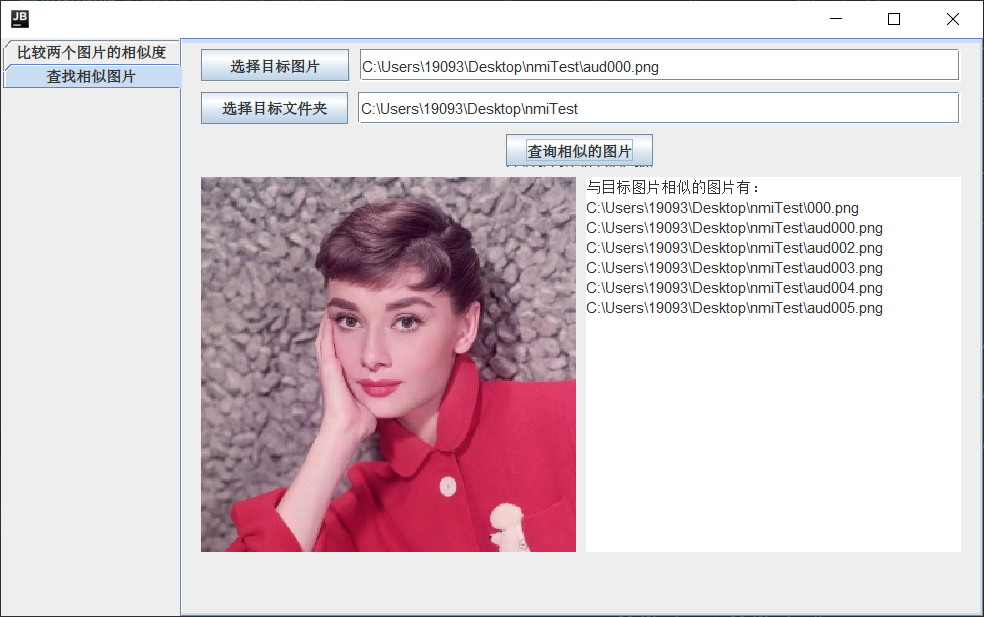 JB
比较两个图片的相似度
查找相似图片
选择目标图片
C:\Users\19093\Desktop\nmiTest\aud000.png
选择目标文件夹
C:\Users\19093\Desktop\nmiTest
查询相似的图片
与目标图片相似的图片有：
C:\Users\19093\Desktop\nmiTest\000.png
C:\Users\19093\Desktop\nmiTest\aud000.png
C:\Users\19093\Desktop\nmiTest\aud002.png
C:\Users\19093\Desktop\nmiTest\aud003.png
C:\Users\19093\Desktop\nmiTest\aud004.png
C:\Users\19093\Desktop\nmiTest\aud005.png